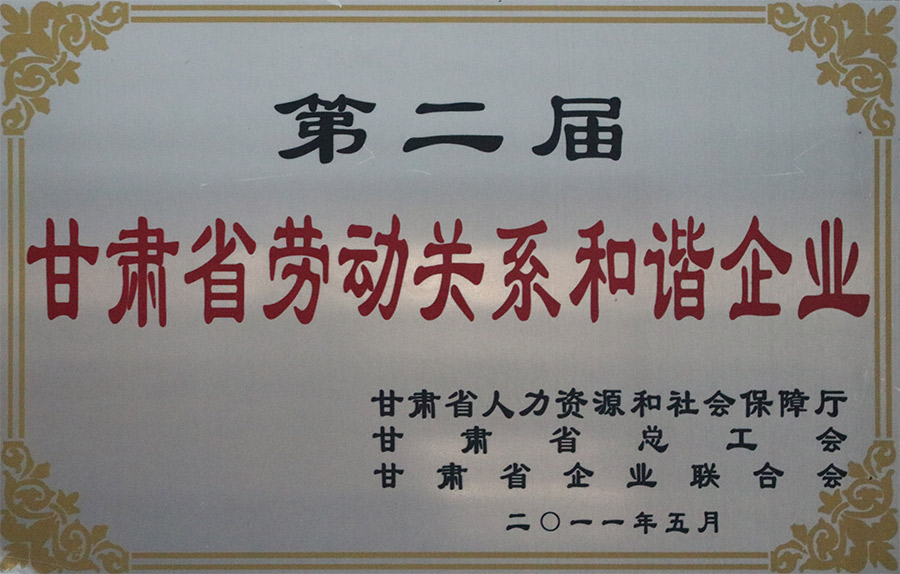 第二届
甘肃省劳动关系和谐企业
甘肃省人力资源和社会保障厅
甘肃省总工会
甘肃省企业联合会
二〇一一年五月